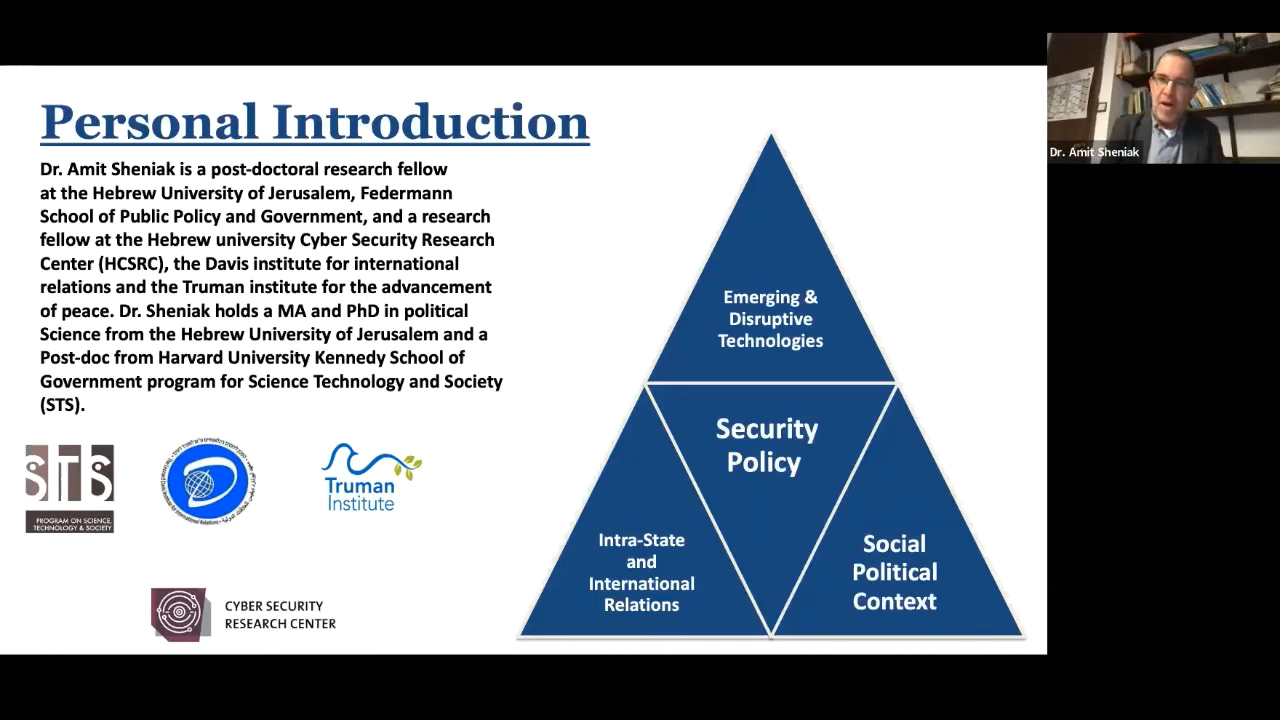 Personal Introduction
Dr. Amit Sheniak is a post-doctoral research fellow
at the Hebrew University of Jerusalem, Federmann
School of Public Policy and Government, and a research
fellow at the Hebrew university Cyber Security Research
Center (HCSRC), the Davis institute for international
relations and the Truman institute for the advancement
of peace. Dr. Sheniak holds a MA and PhD in political
Science from the Hebrew University of Jerusalem and a
Post-doc from Harvard University Kennedy School of
Government program for Science Technology and Society
(STS).
STS
PROGRAM ON SCIENCE,
TECHNOLOGY & SOCIETY
Truman
Institute
CYBER SECURITY
RESEARCH CENTER
Emerging &
Disruptive
Technologies
Security
Policy
Intra-State
and
International
Relations
Social
Political
Context
Dr. Amit Sheniak